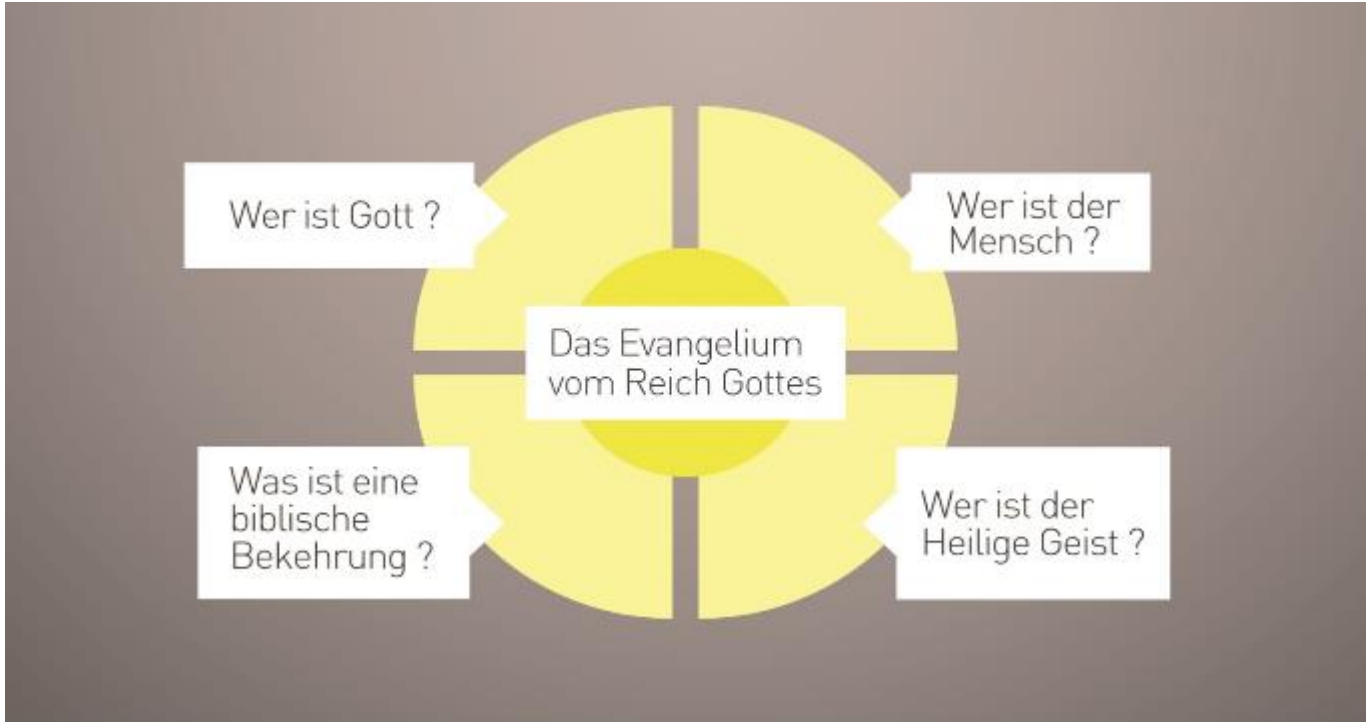 Wer ist Gott ?
Wer ist der
Mensch ?
Das Evangelium
vom Reich Gottes
Was ist eine
biblische
Bekehrung ?
Wer ist der
Heilige Geist ?